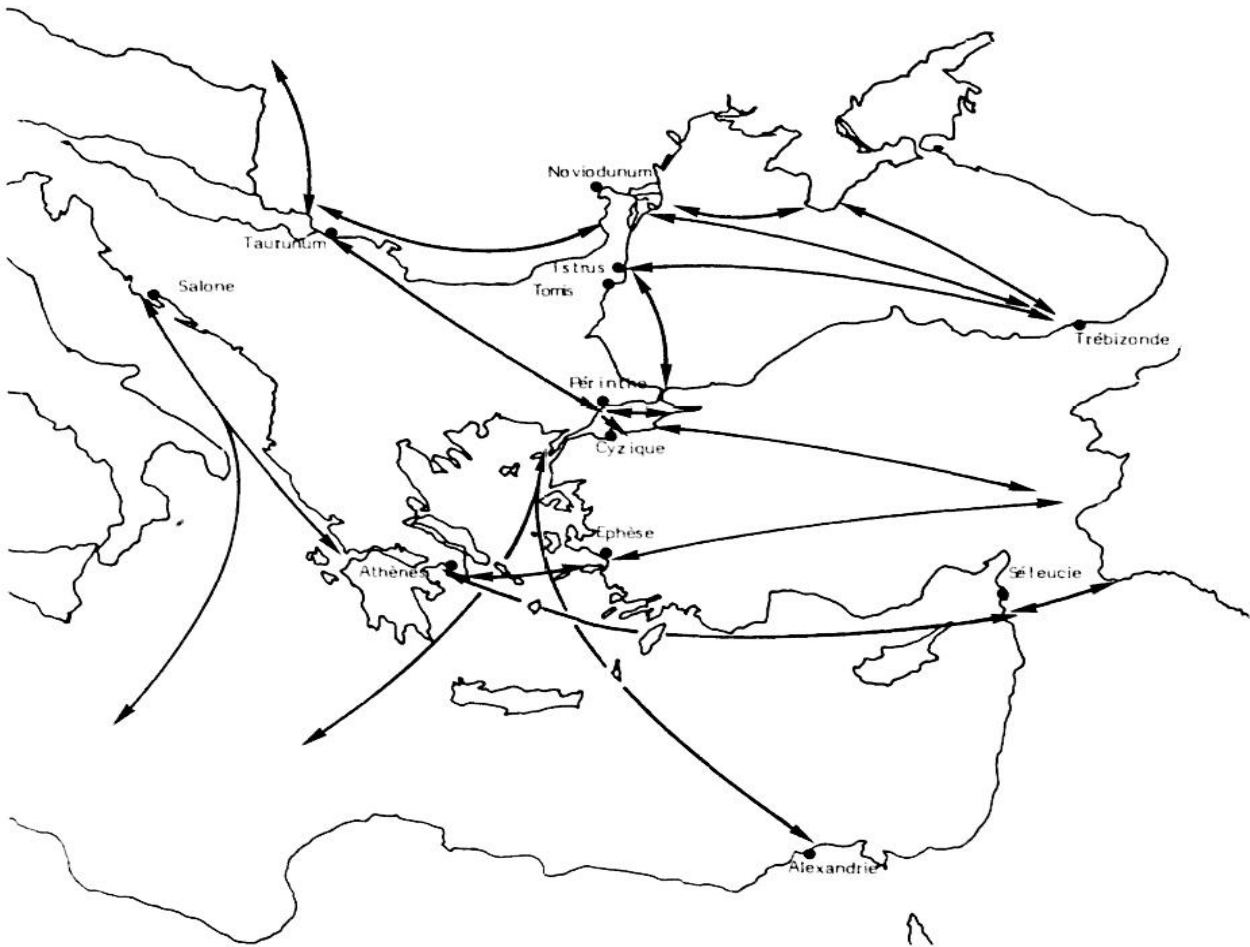 Noviodunum
Taurunum
Istrus
Tomis
Salone
Trébizonde
Périnthe
Cyzique
Ephèse
Athènes
Séleucie
Alexandrie